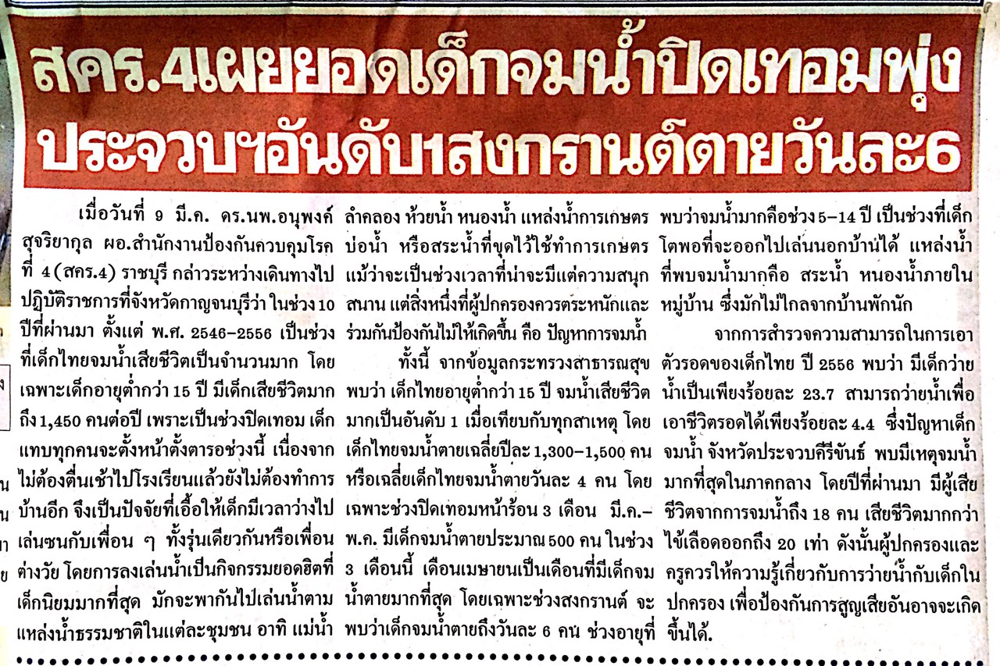 สคร.4เผยยอดเด็กจมน้ำปิดเทอมพุ่ง
ประจวบฯอันดับ1สงกรานต์ตายวันละ6
เมื่อวันที่ 9 มี.ค. ดร.นพ.อนุพงค์
สุจริยากุล ผอ.สำนักงานป้องกันควบคุมโรค
ที่ 4 (สคร.4) ราชบุรี กล่าวระหว่างเดินทางไป
ปฏิบัติราชการที่จังหวัดกาญจนบุรีว่า ในช่วง 10
ปีที่ผ่านมา ตั้งแต่ พ.ศ. 2546-2556 เป็นช่วง
ที่เด็กไทยจมน้ำเสียชีวิตเป็นจำนวนมาก โดย
เฉพาะเด็กอายุต่ำกว่า 15 ปี มีเด็กเสียชีวิตมาก
ถึง 1,450 คนต่อปี เพราะเป็นช่วงปิดเทอม เด็ก
แทบทุกคนจะตั้งหน้าตั้งตารอช่วงนี้ เนื่องจาก
ไม่ต้องตื่นเช้าไปโรงเรียนแล้วยังไม่ต้องทำการ
บ้านอีก จึงเป็นปัจจัยที่เอื้อให้เด็กมีเวลาว่างไป
เล่นซนกับเพื่อน ๆ ทั้งรุ่นเดียวกันหรือเพื่อน
ต่างวัย โดยการลงเล่นน้ำเป็นกิจกรรมยอดฮิตที่
เด็กนิยมมากที่สุด มักจะพากันไปเล่นน้ำตาม
แหล่งน้ำธรรมชาติในแต่ละชุมชน อาทิ แม่น้ำ
ลำคลอง ห้วยน้ำ หนองน้ำ แหล่งน้ำการเกษตร
บ่อน้ำ หรือสระน้ำที่ขุดไว้ใช้ทำการเกษตร
แม้ว่าจะเป็นช่วงเวลาที่น่าจะมีแต่ความสนุก
สนาน แต่สิ่งหนึ่งที่ผู้ปกครองควรตระหนักและ
ร่วมกันป้องกันไม่ให้เกิดขึ้น คือ ปัญหาการจมน้ำ
ทั้งนี้ จากข้อมูลกระทรวงสาธารณสุข
พบว่า เด็กไทยอายุต่ำกว่า 15 ปี จมน้ำเสียชีวิต
มากเป็นอันดับ 1 เมื่อเทียบกับทุกสาเหตุ โดย
เด็กไทยจมน้ำตายเฉลี่ยปีละ 1,300-1,500 คน
หรือเฉลี่ยเด็กไทยจมน้ำตายวันละ 4 คน โดย
เฉพาะช่วงปิดเทอมหน้าร้อน 3 เดือน มี.ค.-
พ.ค. มีเด็กจมน้ำตายประมาณ 500 คน ในช่วง
3 เดือนนี้ เดือนเมษายนเป็นเดือนที่มีเด็กจม
น้ำตายมากที่สุด โดยเฉพาะช่วงสงกรานต์ จะ
พบว่าเด็กจมน้ำตายถึงวันละ 6 คน ช่วงอายุที่
พบว่าจมน้ำมากคือช่วง 5-14 ปี เป็นช่วงที่เด็ก
โตพอที่จะออกไปเล่นนอกบ้านได้ แหล่งน้ำ
ที่พบจมน้ำมากคือ สระน้ำ หนองน้ำภายใน
หมู่บ้าน ซึ่งมักไม่ไกลจากบ้านพักนัก
จากการสำรวจความสามารถในการเอา
ตัวรอดของเด็กไทย ปี 2556 พบว่า มีเด็กว่าย
น้ำเป็นเพียงร้อยละ 23.7 สามารถว่ายน้ำเพื่อ
เอาชีวิตรอดได้เพียงร้อยละ 4.4 ซึ่งปัญหาเด็ก
จมน้ำ จังหวัดประจวบคีรีขันธ์ พบมีเหตุจมน้ำ
มากที่สุดในภาคกลาง โดยปีที่ผ่านมา มีผู้เสีย
ชีวิตจากการจมน้ำถึง 18 คน เสียชีวิตมากกว่า
ไข้เลือดออกถึง 20 เท่า ดังนั้นผู้ปกครองและ
ครูควรให้ความรู้เกี่ยวกับการว่ายน้ำกับเด็กใน
ปกครอง เพื่อป้องกันการสูญเสียอันอาจจะเกิด
ขึ้นได้.